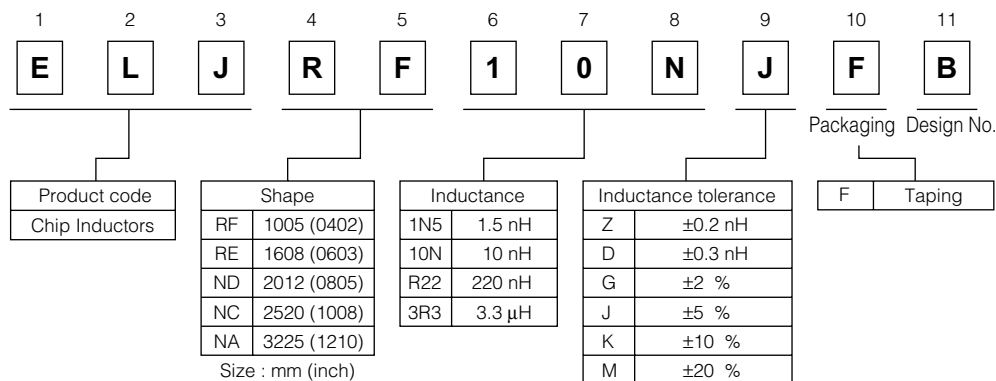 1 2 3 4 5 6 7 8 9 10 11
E L J R F 1 0 N J F B
Packaging Design No.
Product code
Chip Inductors
Shape
RF 1005 (0402)
RE 1608 (0603)
ND 2012 (0805)
NC 2520 (1008)
NA 3225 (1210)
Size : mm (inch)
Inductance
1N5 1.5 nH
10N 10 nH
R22 220 nH
3R3 3.3 μH
Inductance tolerance
Z ±0.2 nH
D ±0.3 nH
G ±2 %
J ±5 %
K ±10 %
M ±20 %
F Taping